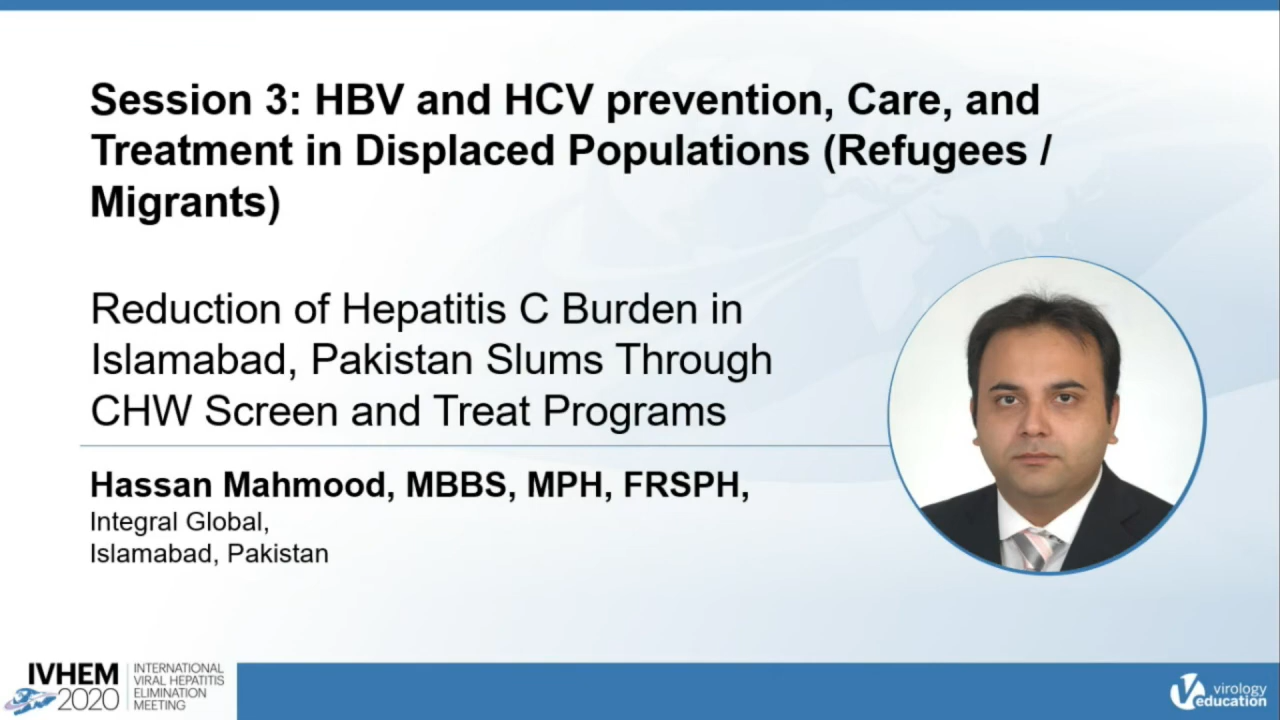 Session 3: HBV and HCV prevention, Care, and
Treatment in Displaced Populations (Refugees /
Migrants)
Reduction of Hepatitis C Burden in
Islamabad, Pakistan Slums Through
CHW Screen and Treat Programs
Hassan Mahmood, MBBS, MPH, FRSPH,
Integral Global,
Islamabad, Pakistan
IVHEM
2020
INTERNATIONAL
VIRAL HEPATITIS
ELIMINATION
MEETING
virology
education